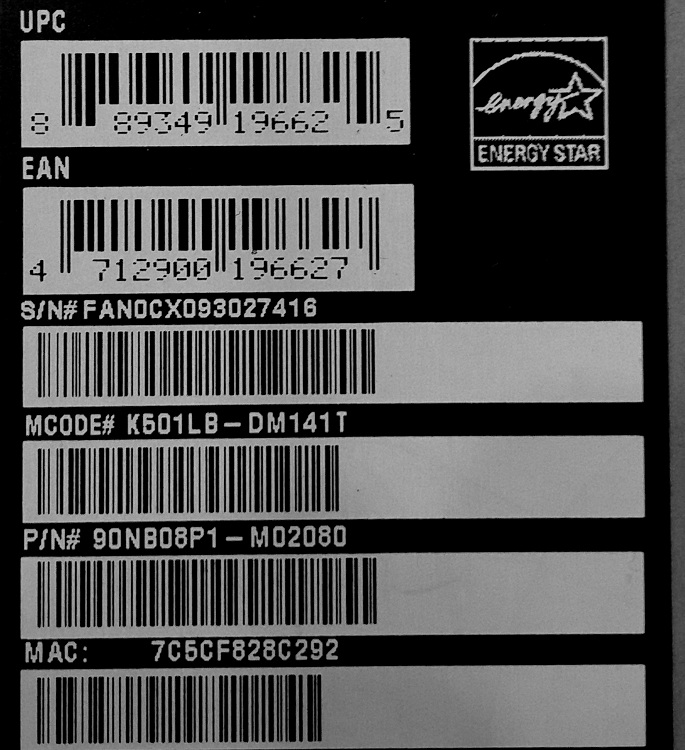 UPC
8 89349 19662 5
energy
ENERGY STAR
EAN
4 712900 196627
S/N# FAN0CX093027416
MCODE# K501LB-DM141T
P/N# 90NB08P1-M02080
MAC: 7C5CF828C292